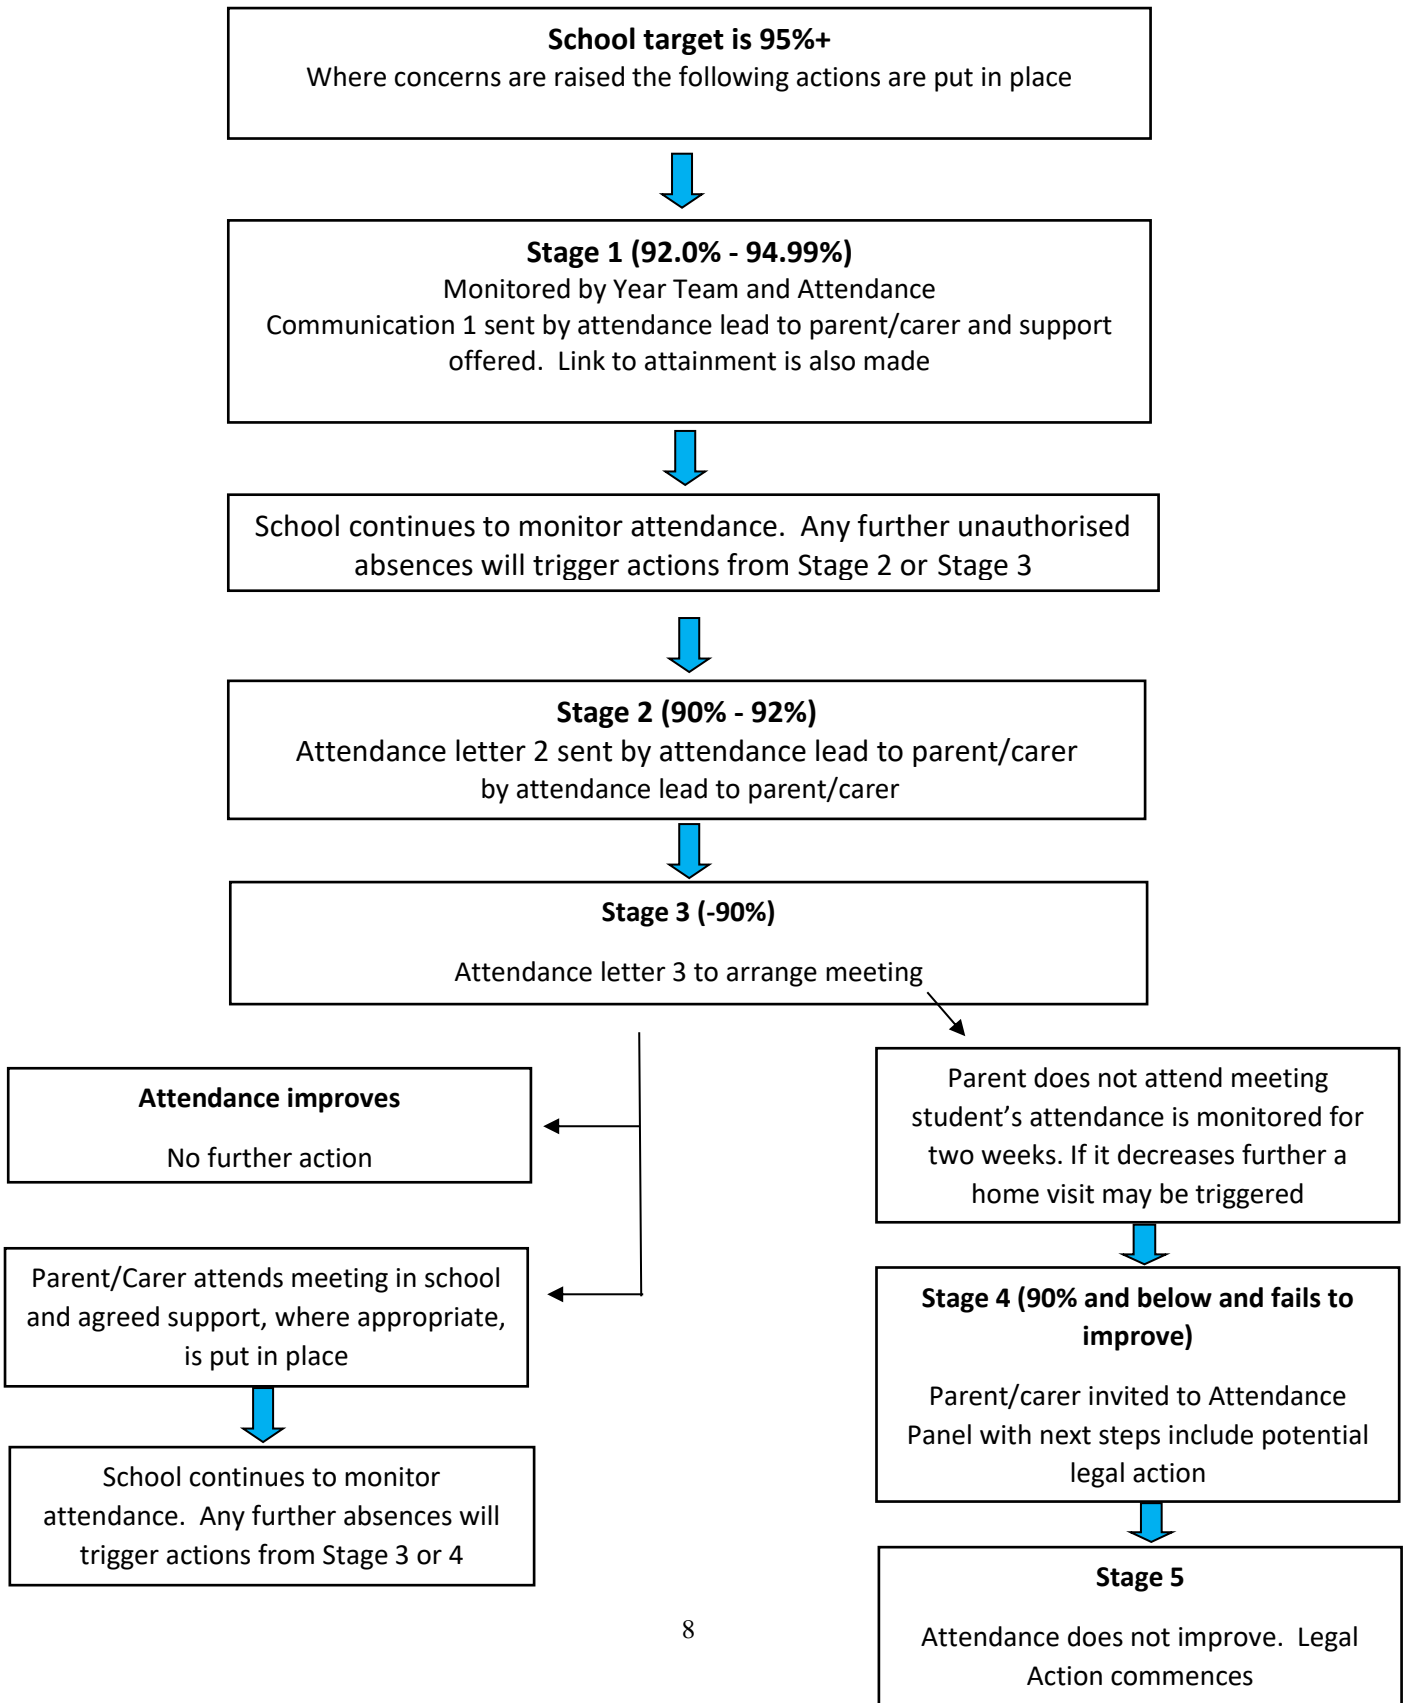 School target is 95%+
Where concerns are raised the following actions are put in place
Stage 1 (92.0% - 94.99%)
Monitored by Year Team and Attendance
Communication 1 sent by attendance lead to parent/carer and support
offered.  Link to attainment is also made
School continues to monitor attendance.  Any further unauthorised
absences will trigger actions from Stage 2 or Stage 3
Stage 2 (90% - 92%)
Attendance letter 2 sent by attendance lead to parent/carer
by attendance lead to parent/carer
Stage 3 (-90%)
Attendance letter 3 to arrange meeting
Attendance improves
No further action
Parent/Carer attends meeting in school
and agreed support, where appropriate,
is put in place
School continues to monitor
attendance.  Any further absences will
trigger actions from Stage 3 or 4
Parent does not attend meeting
student’s attendance is monitored for
two weeks. If it decreases further a
home visit may be triggered
Stage 4 (90% and below and fails to
improve)
Parent/carer invited to Attendance
Panel with next steps include potential
legal action
Stage 5
Attendance does not improve.  Legal
Action commences
8